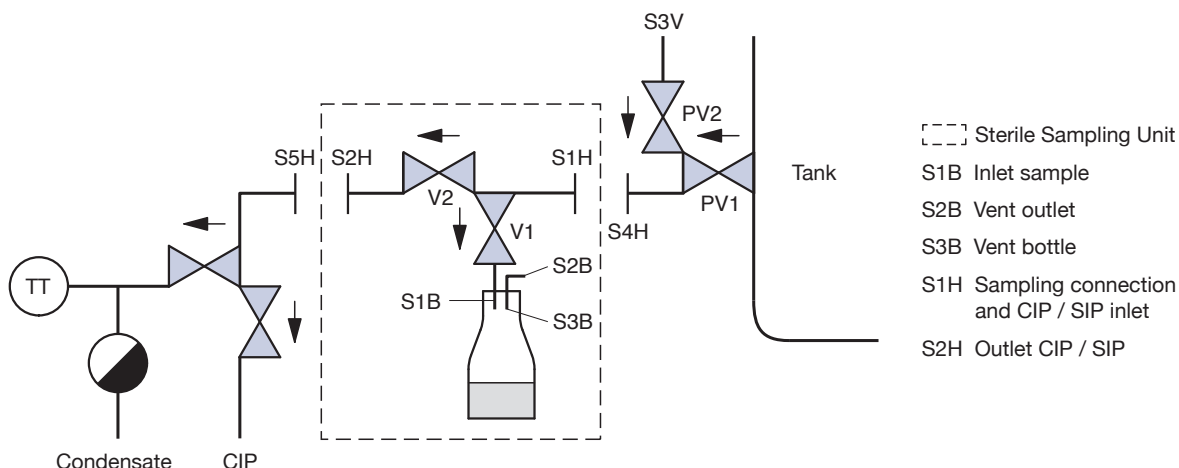 S3V
PV2
S5H
S2H
S1H
Tank
V2
PV1
V1
S4H
S2B
TT
S1B
S3B
Condensate
CIP
Sterile Sampling Unit
S1B Inlet sample
S2B Vent outlet
S3B Vent bottle
S1H Sampling connection
and CIP / SIP inlet
S2H Outlet CIP / SIP